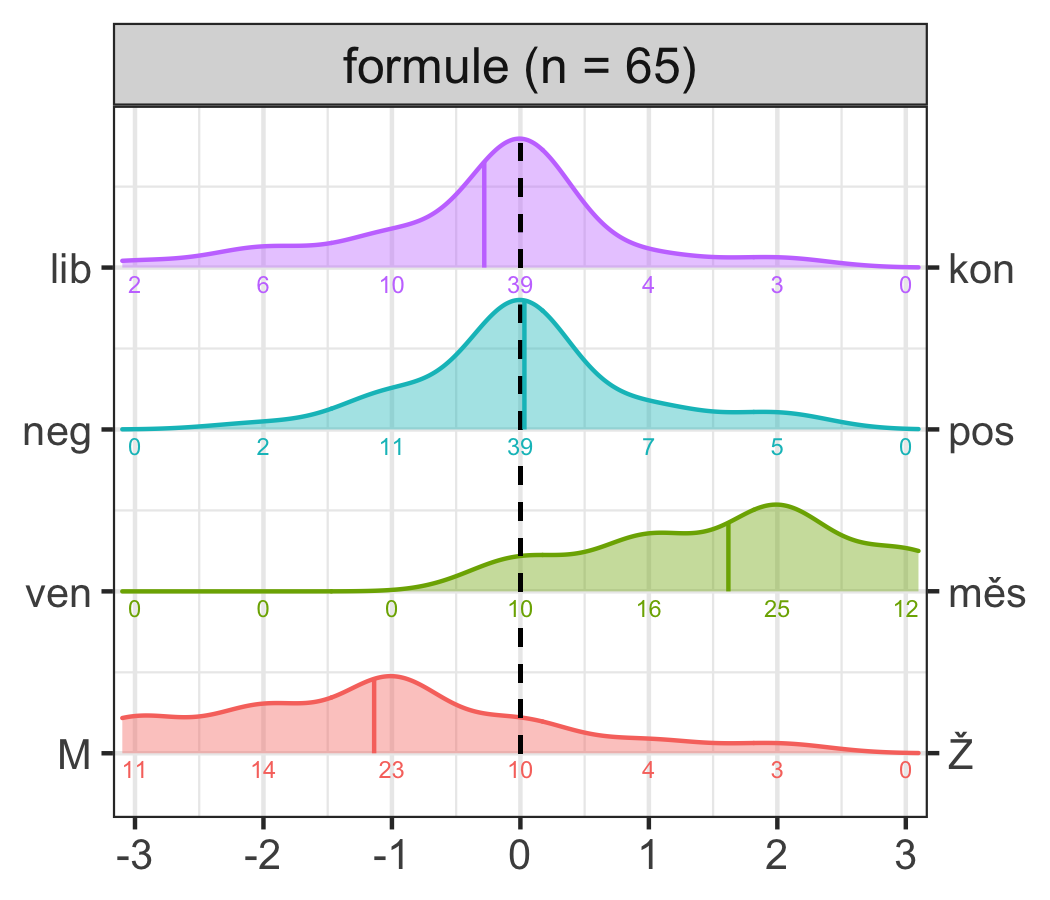 formule (n = 65)
lib kon
2 6 10 39 4 3 0
neg pos
0 2 11 39 7 5 0
ven měs
0 0 0 10 16 25 12
M Ž
11 14 23 10 4 3 0
-3 -2 -1 0 1 2 3